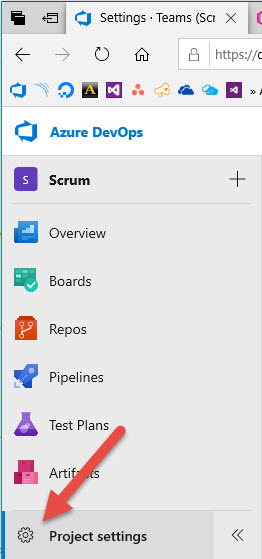 Settings · Teams (Scr
https://c
A
» A
Azure DevOps
S Scrum
Overview
Boards
Repos
Pipelines
Test Plans
Artifacts
Project settings